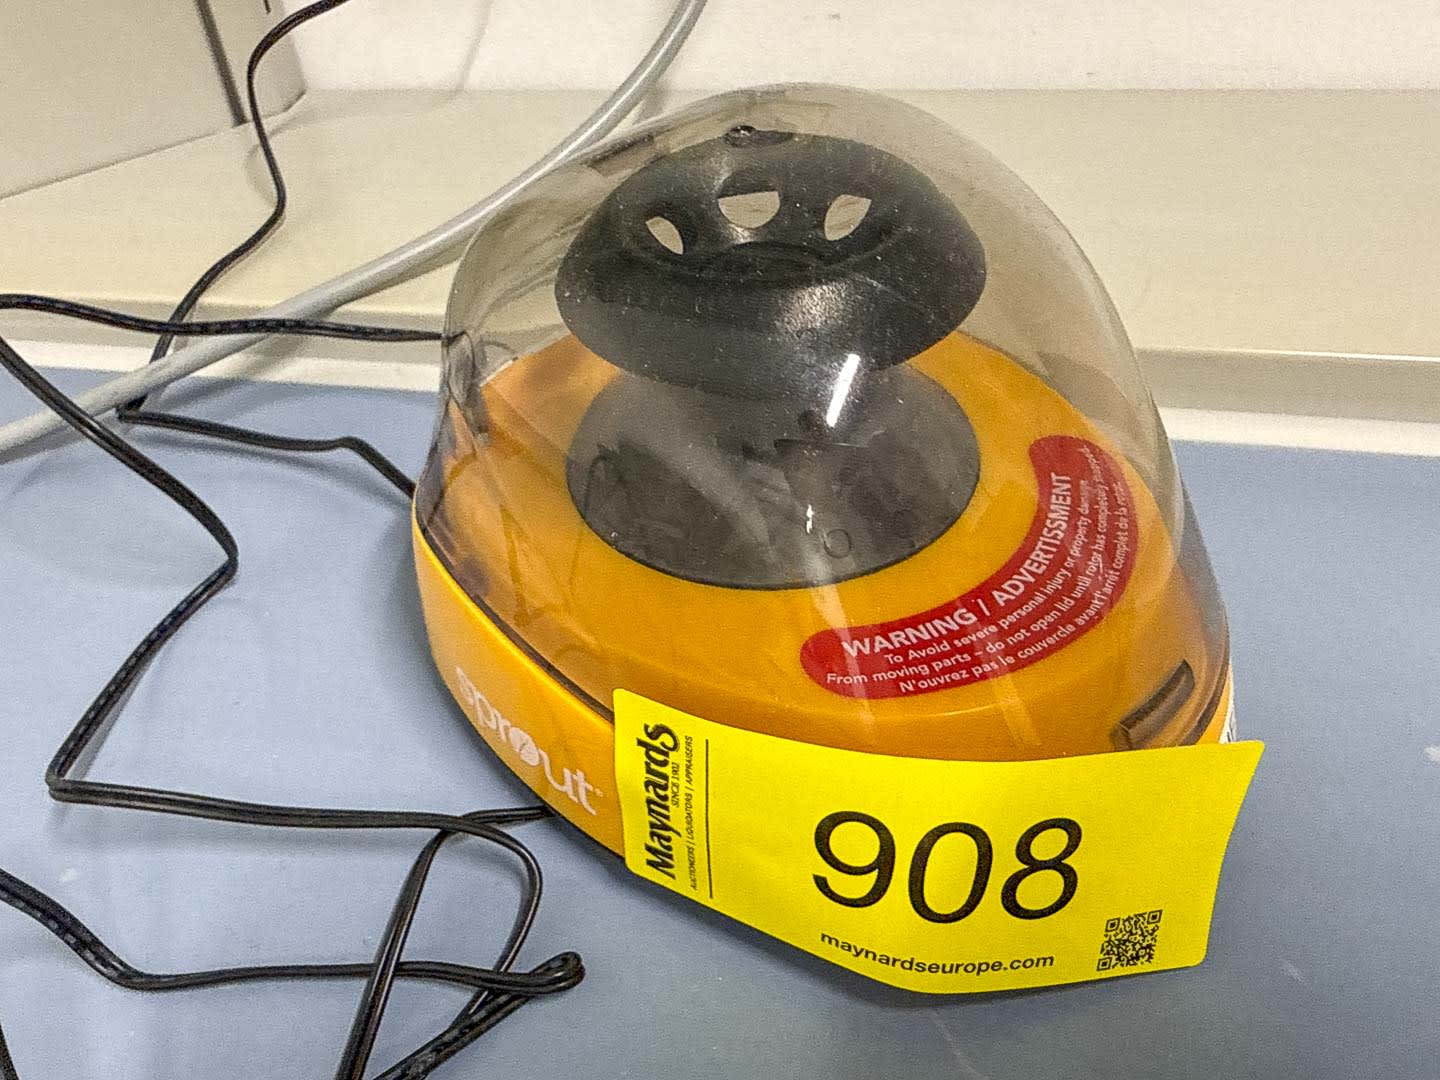 WARNING / ADVERTISSMENT
To Avoid severe personal injury or property damage
From moving parts – do not open lid until rotor has completely stopped
N'ouvrez pas le couvercle avant l'arrêt complet de la rotor
sprout
Maynards
SINCE 1902
AUCTIONEERS | LIQUIDATORS | APPRAISERS
908
maynardseurope.com